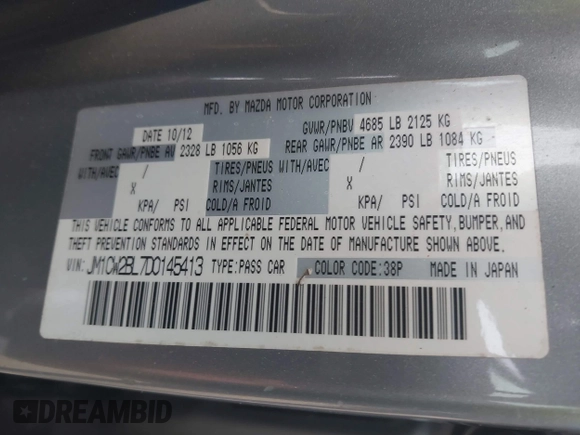 MFD. BY MAZDA MOTOR CORPORATION
DATE 10/12 GVWR/PNBV 4685 LB 2125 KG
FRONT GAWR/PNBE AV 2328 LB 1056 KG REAR GAWR/PNBE AR 2390 LB 1084 KG
WITH/AVEC / TIRES/PNEUS WITH/AVEC / TIRES/PNEUS
X RIMS/JANTES X RIMS/JANTES
KPA/ PSI COLD/A FROID KPA/ PSI COLD/A FROID
THIS VEHICLE CONFORMS TO ALL APPLICABLE FEDERAL MOTOR VEHICLE SAFETY,BUMPER,AND
THEFT PREVENTION STANDARDS IN EFFECT ON THE DATE OF MANUFACTURE SHOWN ABOVE.
VIN: JM1CW2BL7D0145413 TYPE:PASS CAR COLOR CODE:38P MADE IN JAPAN
DREAMBID